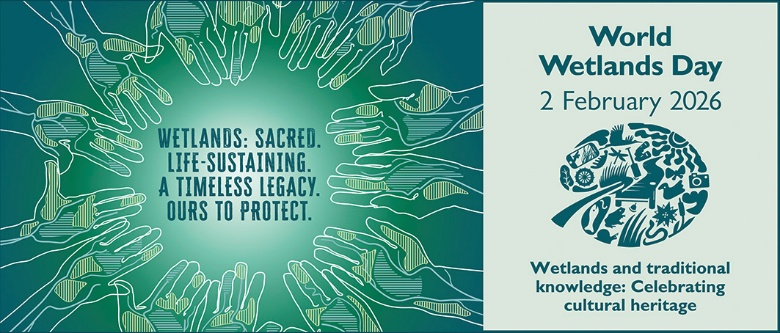 WETLANDS: SACRED.
LIFE-SUSTAINING.
A TIMELESS LEGACY.
OURS TO PROTECT.
World
Wetlands Day
2 February 2026
Wetlands and traditional
knowledge: Celebrating
cultural heritage